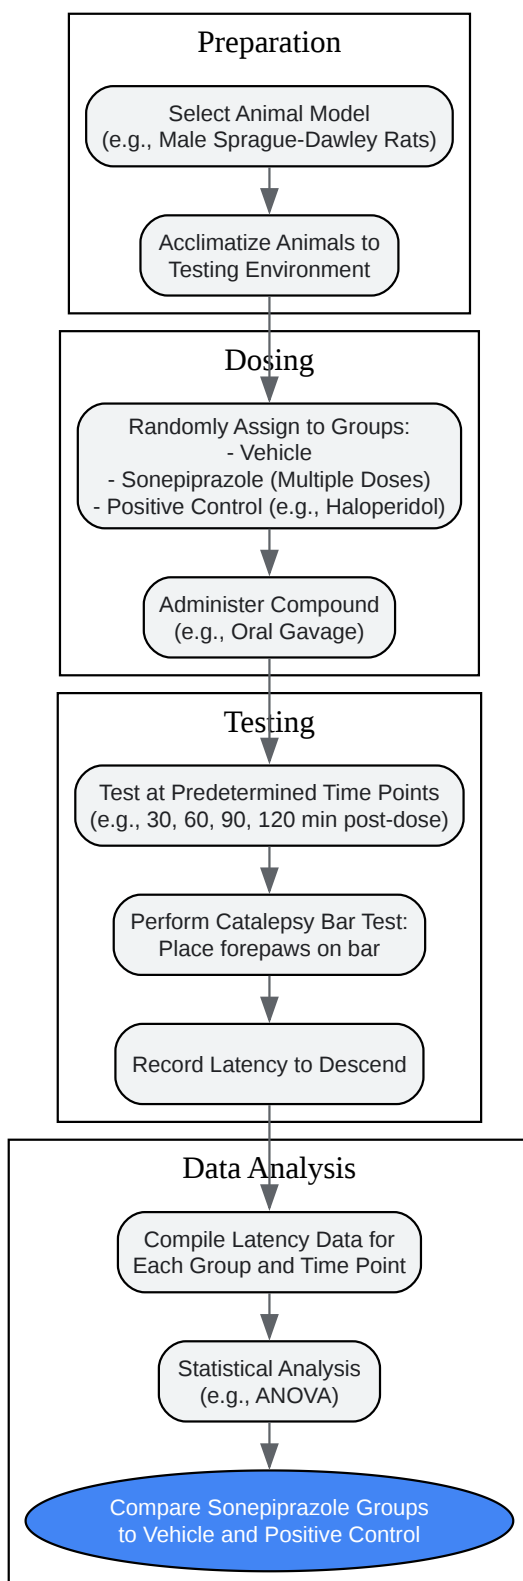 Preparation
Select Animal Model
(e.g., Male Sprague-Dawley Rats)
Acclimatize Animals to
Testing Environment
Dosing
Randomly Assign to Groups:
- Vehicle
- Sonepiprazole (Multiple Doses)
- Positive Control (e.g., Haloperidol)
Administer Compound
(e.g., Oral Gavage)
Testing
Test at Predetermined Time Points
(e.g., 30, 60, 90, 120 min post-dose)
Perform Catalepsy Bar Test:
Place forepaws on bar
Record Latency to Descend
Data Analysis
Compile Latency Data for
Each Group and Time Point
Statistical Analysis
(e.g., ANOVA)
Compare Sonepiprazole Groups
to Vehicle and Positive Control